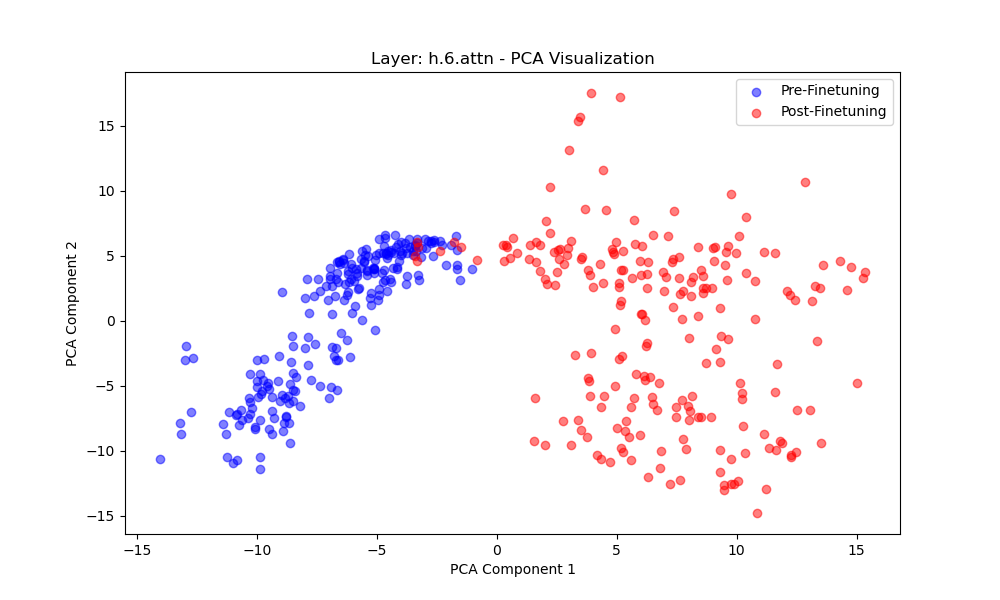 Layer: h.6.attn - PCA Visualization
Pre-Finetuning
Post-Finetuning
15
10
5
0
−5
−10
−15
PCA Component 2
−15
−10
−5
0
5
10
15
PCA Component 1